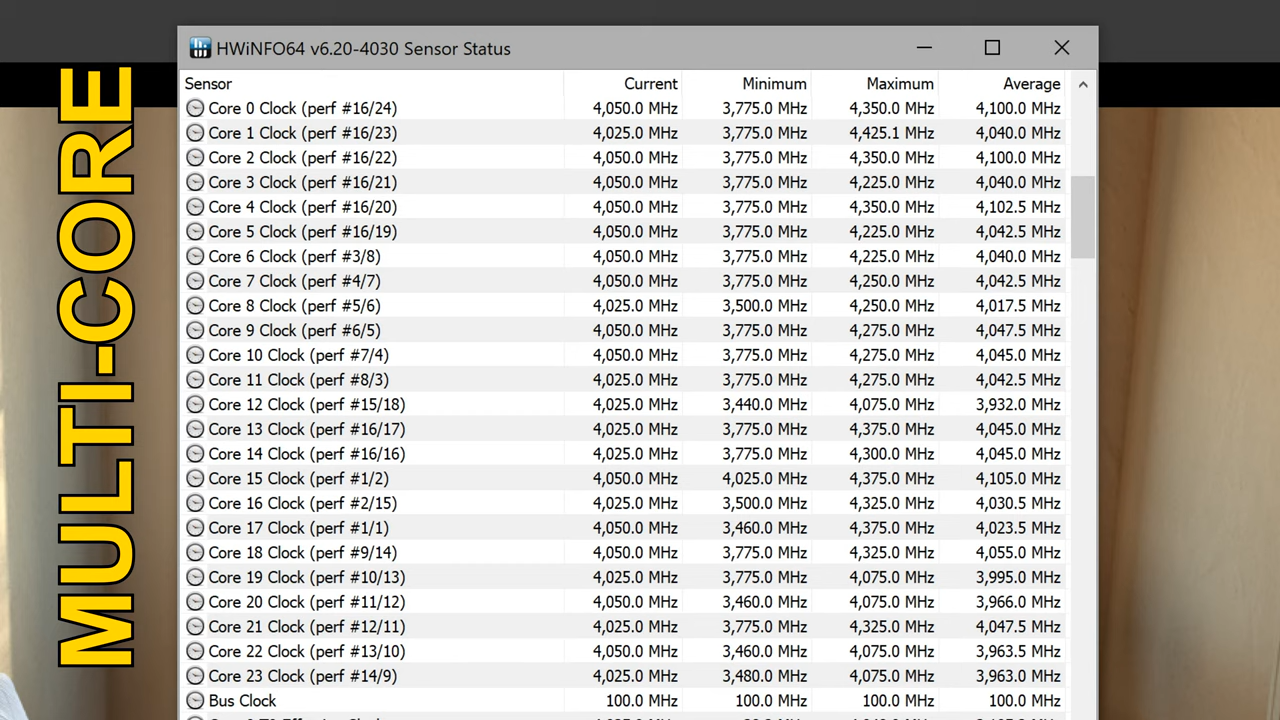 MULTI-CORE
HWiNFO64 v6.20-4030 Sensor Status
Sensor Current Minimum Maximum Average
Core 0 Clock (perf #16/24) 4,050.0 MHz 3,775.0 MHz 4,350.0 MHz 4,100.0 MHz
Core 1 Clock (perf #16/23) 4,025.0 MHz 3,775.0 MHz 4,425.1 MHz 4,040.0 MHz
Core 2 Clock (perf #16/22) 4,050.0 MHz 3,775.0 MHz 4,350.0 MHz 4,100.0 MHz
Core 3 Clock (perf #16/21) 4,050.0 MHz 3,775.0 MHz 4,225.0 MHz 4,040.0 MHz
Core 4 Clock (perf #16/20) 4,050.0 MHz 3,775.0 MHz 4,350.0 MHz 4,102.5 MHz
Core 5 Clock (perf #16/19) 4,050.0 MHz 3,775.0 MHz 4,225.0 MHz 4,042.5 MHz
Core 6 Clock (perf #3/8) 4,050.0 MHz 3,775.0 MHz 4,225.0 MHz 4,040.0 MHz
Core 7 Clock (perf #4/7) 4,050.0 MHz 3,775.0 MHz 4,250.0 MHz 4,042.5 MHz
Core 8 Clock (perf #5/6) 4,025.0 MHz 3,500.0 MHz 4,250.0 MHz 4,017.5 MHz
Core 9 Clock (perf #6/5) 4,050.0 MHz 3,775.0 MHz 4,275.0 MHz 4,047.5 MHz
Core 10 Clock (perf #7/4) 4,050.0 MHz 3,775.0 MHz 4,275.0 MHz 4,045.0 MHz
Core 11 Clock (perf #8/3) 4,025.0 MHz 3,775.0 MHz 4,275.0 MHz 4,042.5 MHz
Core 12 Clock (perf #15/18) 4,025.0 MHz 3,440.0 MHz 4,075.0 MHz 3,932.0 MHz
Core 13 Clock (perf #16/17) 4,025.0 MHz 3,775.0 MHz 4,075.0 MHz 4,045.0 MHz
Core 14 Clock (perf #16/16) 4,025.0 MHz 3,775.0 MHz 4,300.0 MHz 4,045.0 MHz
Core 15 Clock (perf #1/2) 4,050.0 MHz 4,025.0 MHz 4,375.0 MHz 4,105.0 MHz
Core 16 Clock (perf #2/15) 4,025.0 MHz 3,500.0 MHz 4,325.0 MHz 4,030.5 MHz
Core 17 Clock (perf #1/1) 4,050.0 MHz 3,460.0 MHz 4,375.0 MHz 4,023.5 MHz
Core 18 Clock (perf #9/14) 4,050.0 MHz 3,775.0 MHz 4,325.0 MHz 4,055.0 MHz
Core 19 Clock (perf #10/13) 4,025.0 MHz 3,775.0 MHz 4,075.0 MHz 3,995.0 MHz
Core 20 Clock (perf #11/12) 4,050.0 MHz 3,460.0 MHz 4,075.0 MHz 3,966.0 MHz
Core 21 Clock (perf #12/11) 4,050.0 MHz 3,775.0 MHz 4,325.0 MHz 4,047.5 MHz
Core 22 Clock (perf #13/10) 4,050.0 MHz 3,460.0 MHz 4,075.0 MHz 3,963.5 MHz
Core 23 Clock (perf #14/9) 4,025.0 MHz 3,480.0 MHz 4,075.0 MHz 3,963.0 MHz
Bus Clock 100.0 MHz 100.0 MHz 100.0 MHz 100.0 MHz